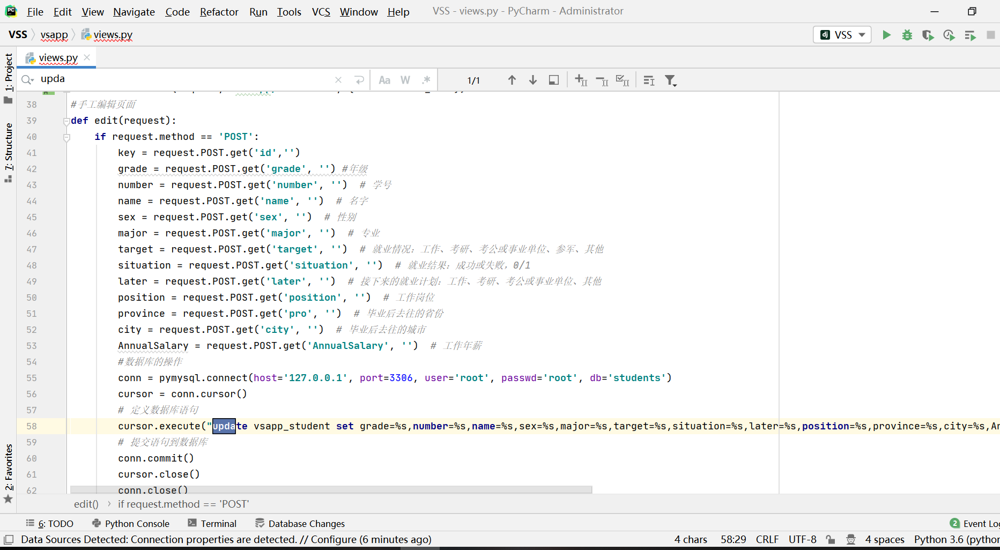 File Edit View Navigate Code Refactor Run Tools VCS Window Help VSS - views.py - PyCharm - Administrator
VSS vsapp views.py VSS
views.py
upda Aa W .* 1/1
1: Project
7: Structure
2: Favorites
38 #手工编辑页面
39 def edit(request):
40 if request.method == 'POST':
41 key = request.POST.get('id','')
42 grade = request.POST.get('grade', '') #年级
43 number = request.POST.get('number', '') # 学号
44 name = request.POST.get('name', '') # 名字
45 sex = request.POST.get('sex', '') # 性别
46 major = request.POST.get('major', '') # 专业
47 target = request.POST.get('target', '') # 就业情况：工作、考研、考公或事业单位、参军、其他
48 situation = request.POST.get('situation', '') # 就业结果：成功或失败，0/1
49 later = request.POST.get('later', '') # 接下来的就业计划：工作、考研、考公或事业单位、其他
50 position = request.POST.get('position', '') # 工作岗位
51 province = request.POST.get('pro', '') # 毕业后去往的省份
52 city = request.POST.get('city', '') # 毕业后去往的城市
53 AnnualSalary = request.POST.get('AnnualSalary', '') # 工作年薪
54 #数据库的操作
55 conn = pymysql.connect(host='127.0.0.1', port=3306, user='root', passwd='root', db='students')
56 cursor = conn.cursor()
57 # 定义数据库语句
58 cursor.execute("update vsapp_student set grade=%s,number=%s,name=%s,sex=%s,major=%s,target=%s,situation=%s,later=%s,position=%s,province=%s,city=%s,An
59 # 提交语句到数据库
60 conn.commit()
61 cursor.close()
62 conn.close()
edit() › if request.method == 'POST'
6: TODO Python Console Terminal Database Changes 2 Event Log
Data Sources Detected: Connection properties are detected. // Configure (6 minutes ago) 4 chars 58:29 CRLF UTF-8 4 spaces Python 3.6 (python